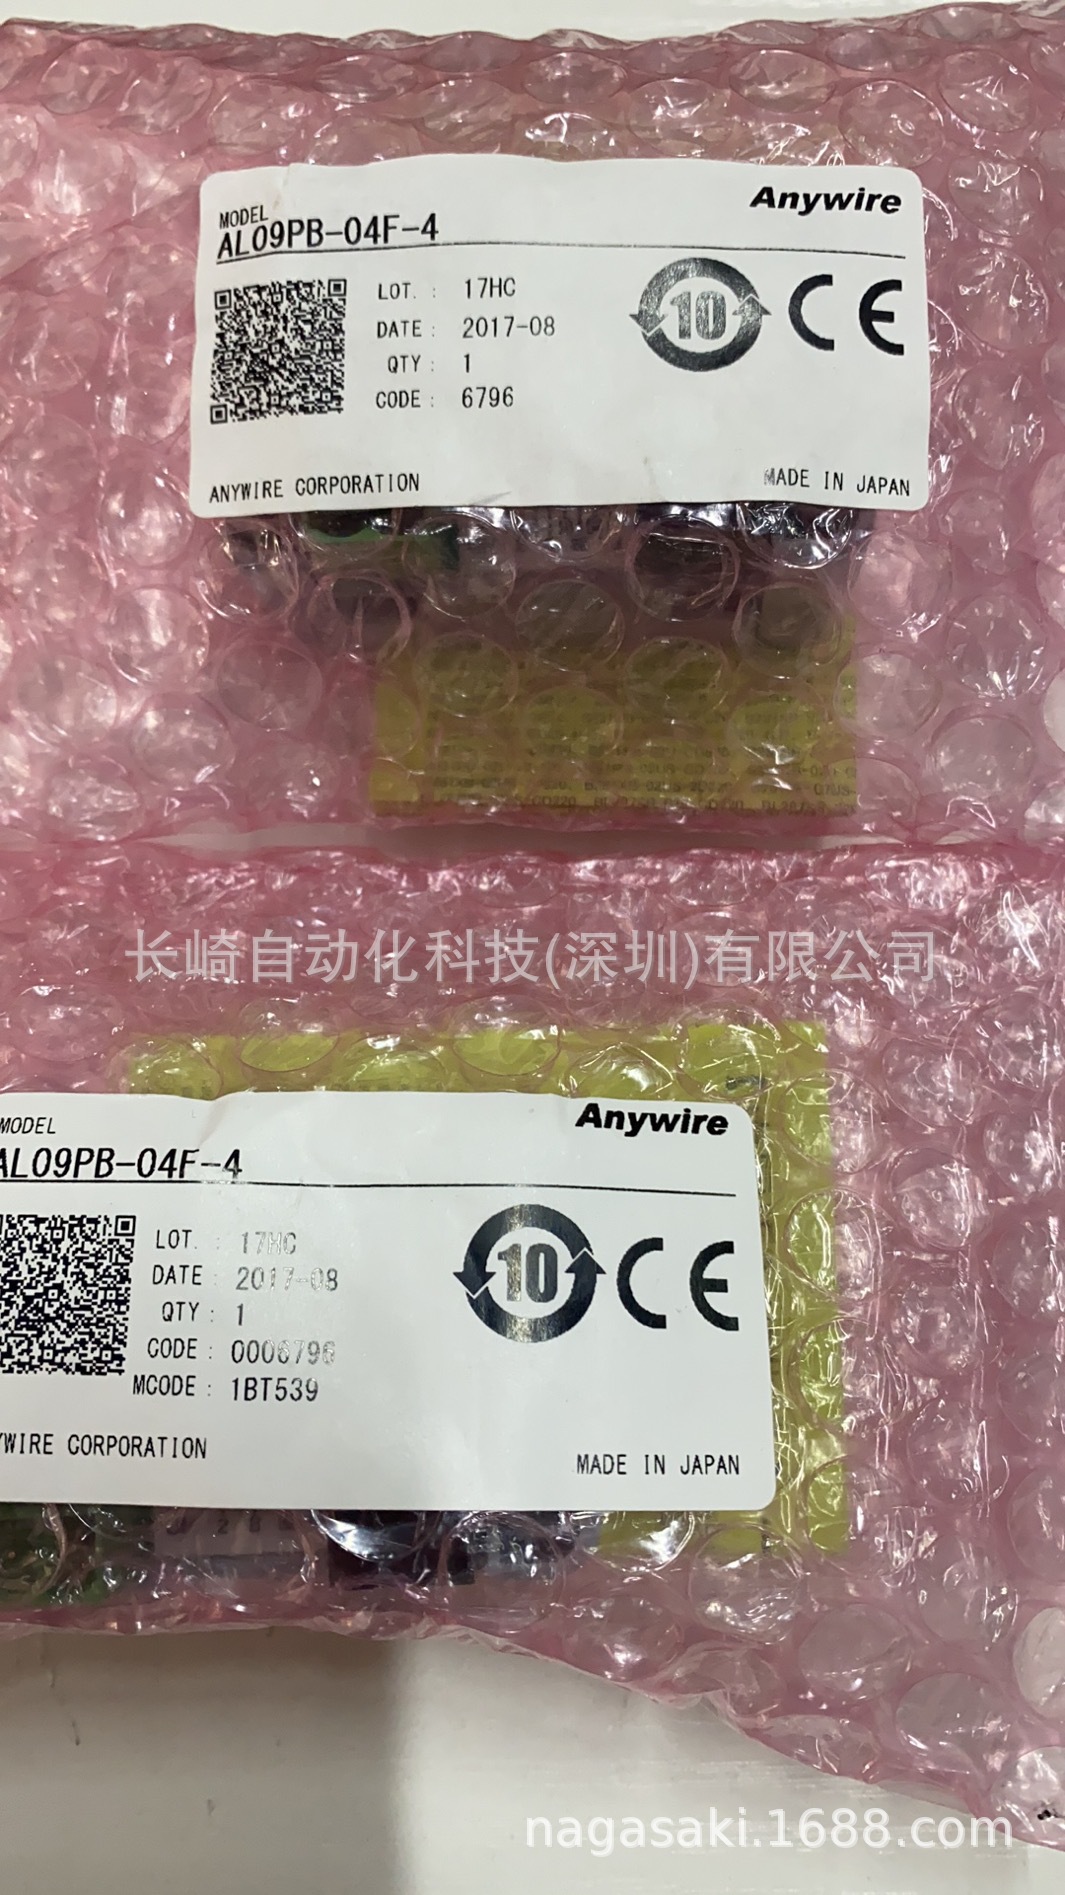 Anywire
MODEL
AL09PB-04F-4
LOT. : 17HC
DATE : 2017-08
QTY : 1
CODE : 6796
10 CE
ANYWIRE CORPORATION
MADE IN JAPAN
长崎自动化科技(深圳)有限公司
Anywire
MODEL
AL09PB-04F-4
LOT. : 17HC
DATE : 2017-08
QTY : 1
CODE : 0006796
MCODE : 1BT539
10 CE
YWIRE CORPORATION
MADE IN JAPAN
nagasaki.1688.com